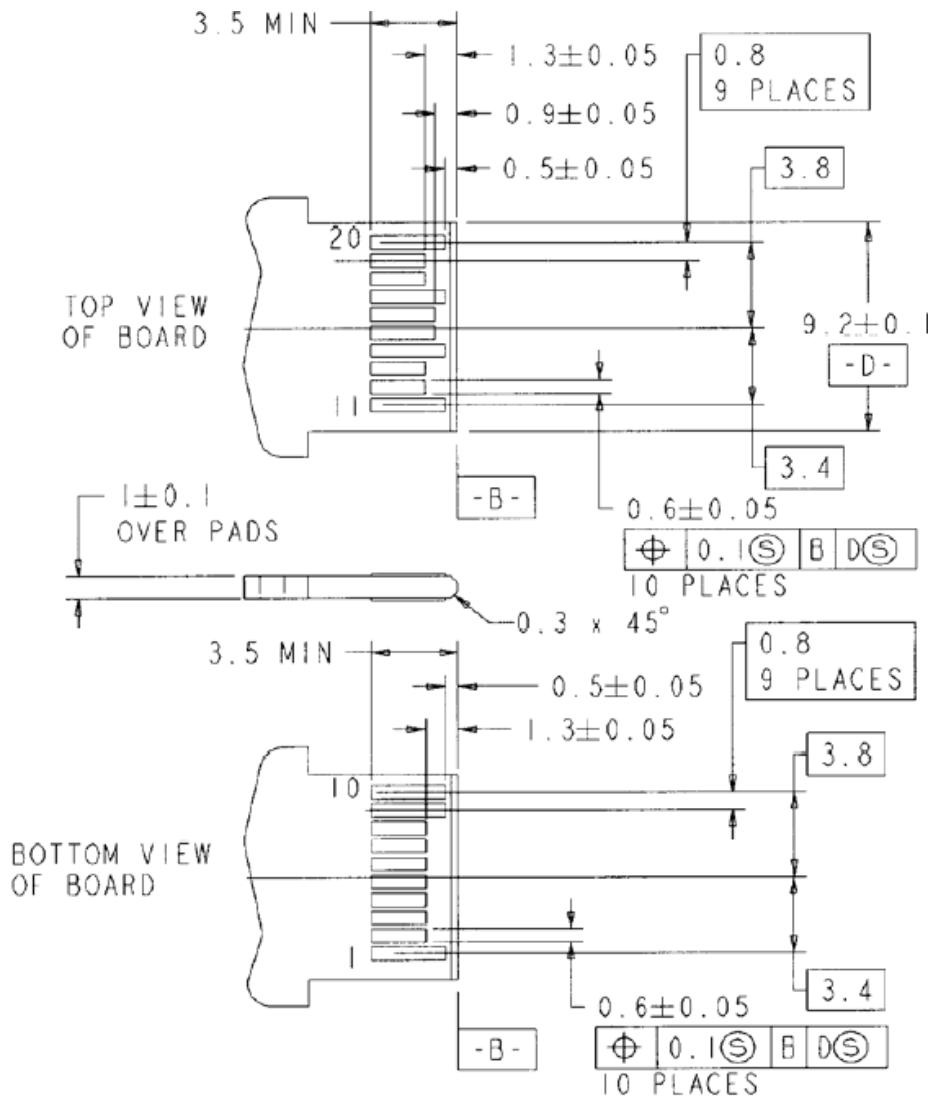 3.5 MIN
1.3±0.05
0.8
9 PLACES
0.9±0.05
0.5±0.05
3.8
20
TOP VIEW
OF BOARD
9.2±0.1
-D-
11
3.4
-B-
1±0.1
OVER PADS
0.6±0.05
⌖ 0.1Ⓢ B DⓈ
10 PLACES
0.3 x 45°
3.5 MIN
0.8
9 PLACES
0.5±0.05
1.3±0.05
3.8
10
BOTTOM VIEW
OF BOARD
1
3.4
0.6±0.05
-B-
⌖ 0.1Ⓢ B DⓈ
10 PLACES